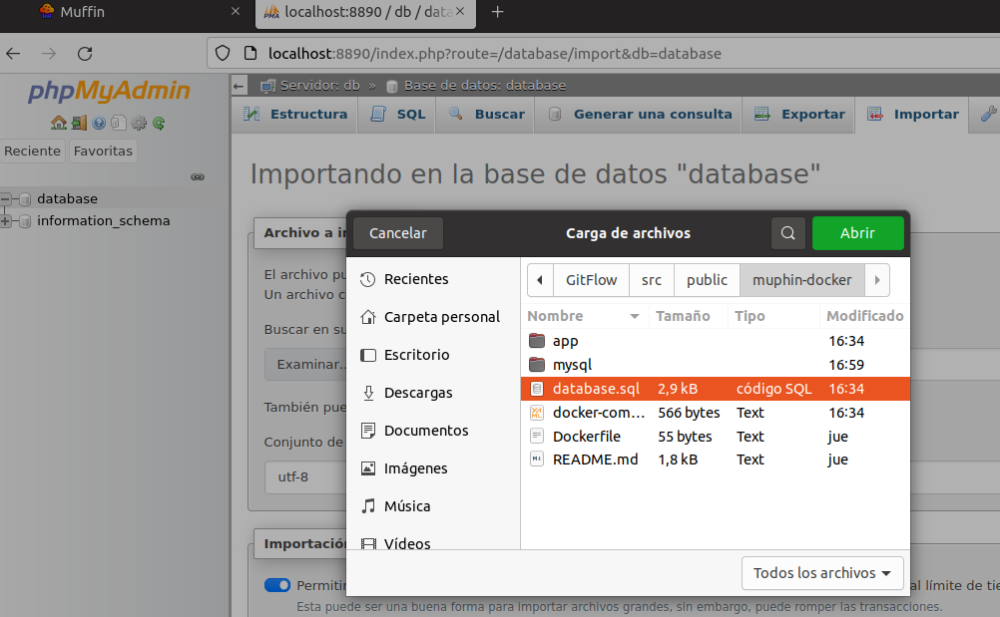 Muffin
localhost:8890 / db / data
localhost:8890/index.php?route=/database/import&db=database
phpMyAdmin
Servidor: db » Base de datos: database
Estructura SQL Buscar Generar una consulta Exportar Importar
Reciente Favoritas
Importando en la base de datos "database"
database
information_schema
Archivo a i
Cancelar Carga de archivos Abrir
El archivo pu
Un archivo c
Buscar en su
Examinar..
También pue
Conjunto de
utf-8
Recientes
Carpeta personal
Escritorio
Descargas
Documentos
Imágenes
Música
Vídeos
GitFlow src public muphin-docker
Nombre Tamaño Tipo Modificado
app 16:34
mysql 16:59
database.sql 2,9 kB código SQL 16:34
docker-com... 566 bytes Text 16:34
Dockerfile 55 bytes Text jue
README.md 1,8 kB Text jue
Todos los archivos
Importación
Permitir al límite de tie
Esta puede ser una buena forma para importar archivos grandes, sin embargo, puede romper las transacciones.